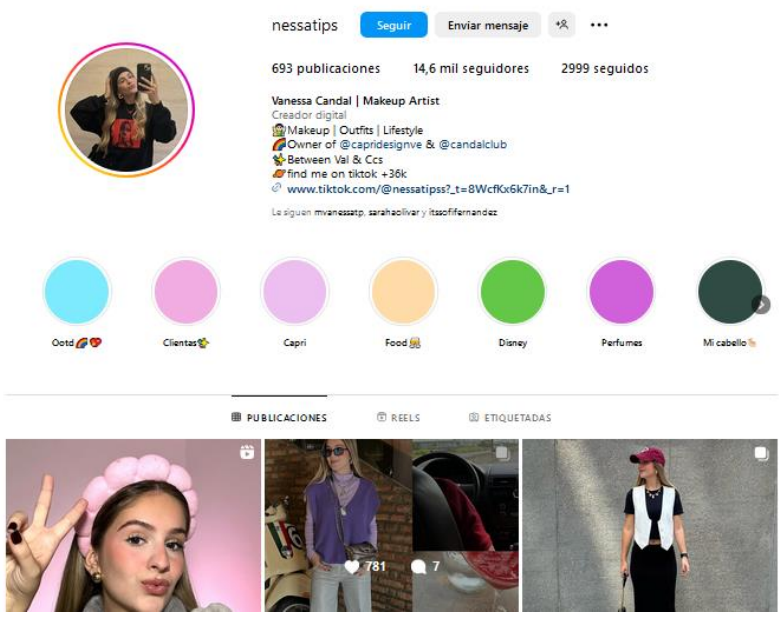 nessatips Seguir Enviar mensaje
693 publicaciones 14,6 mil seguidores 2999 seguidos
Vanessa Candal | Makeup Artist
Creador digital
Makeup | Outfits | Lifestyle
Owner of @capridesignve & @candalclub
Between Val & Ccs
find me on tiktok +36k
www.tiktok.com/@nessatipss?_t=8WcfKx6k7in&_r=1
Le siguen mvanessatp, sarahaolivar y itssofifernandez
Ootd Clientas Capri Food Disney Perfumes Mi cabello
PUBLICACIONES REELS ETIQUETADAS
781 7